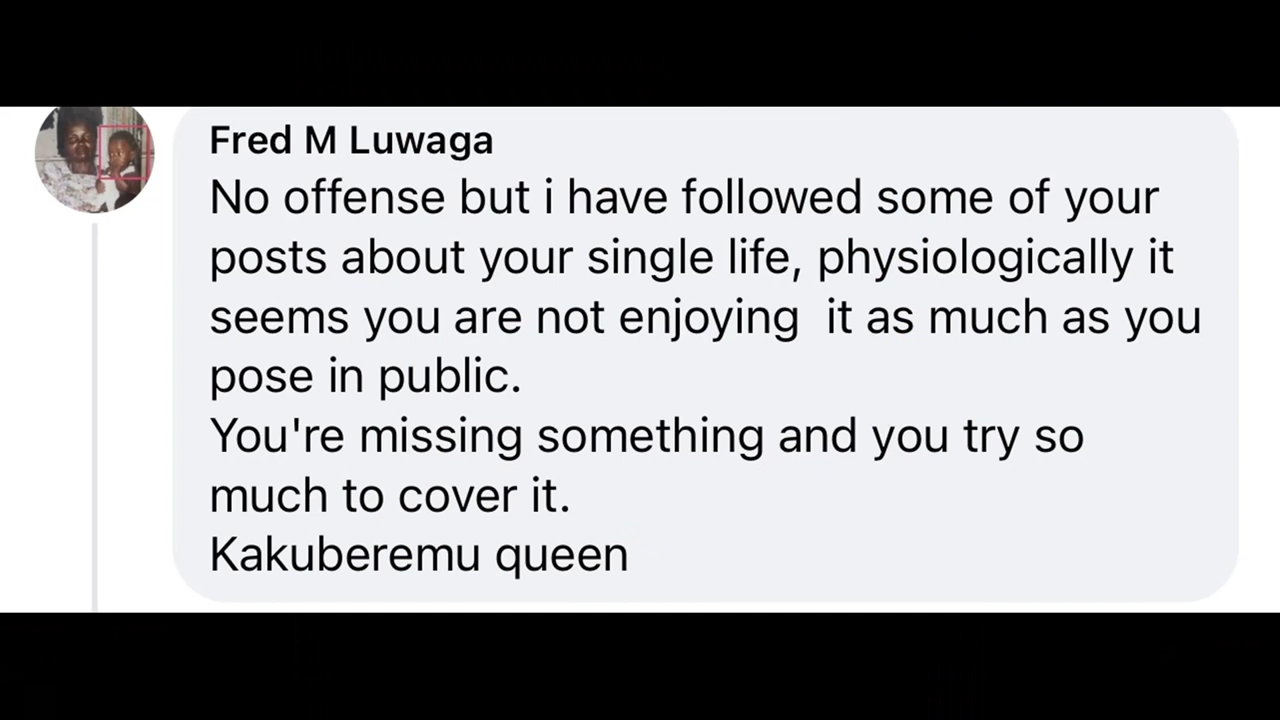 Fred M Luwaga
No offense but i have followed some of your
posts about your single life, physiologically it
seems you are not enjoying  it as much as you
pose in public.
You're missing something and you try so
much to cover it.
Kakuberemu queen